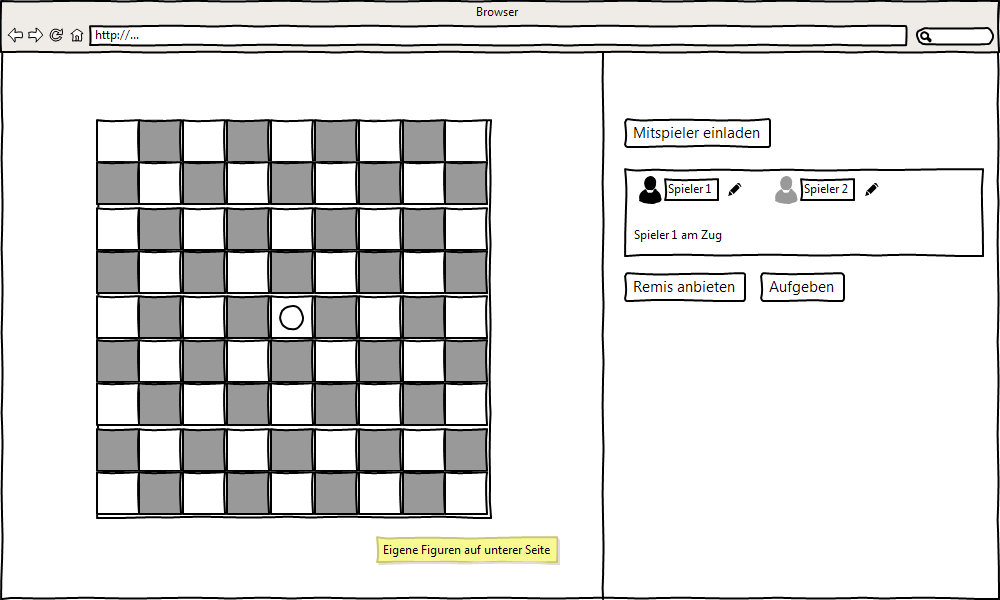 Browser
http://...
Mitspieler einladen
Spieler 1
Spieler 2
Spieler 1 am Zug
Remis anbieten
Aufgeben
Eigene Figuren auf unterer Seite